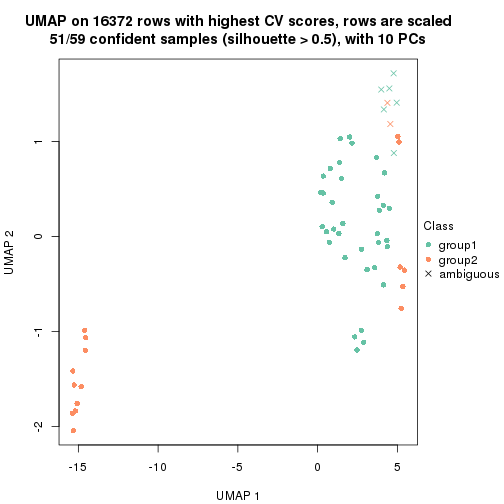 UMAP on 16372 rows with highest CV scores, rows are scaled
51/59 confident samples (silhouette > 0.5), with 10 PCs
UMAP 2
1
0
-1
-2
-15
-10
-5
0
5
UMAP 1
Class
group1
group2
ambiguous